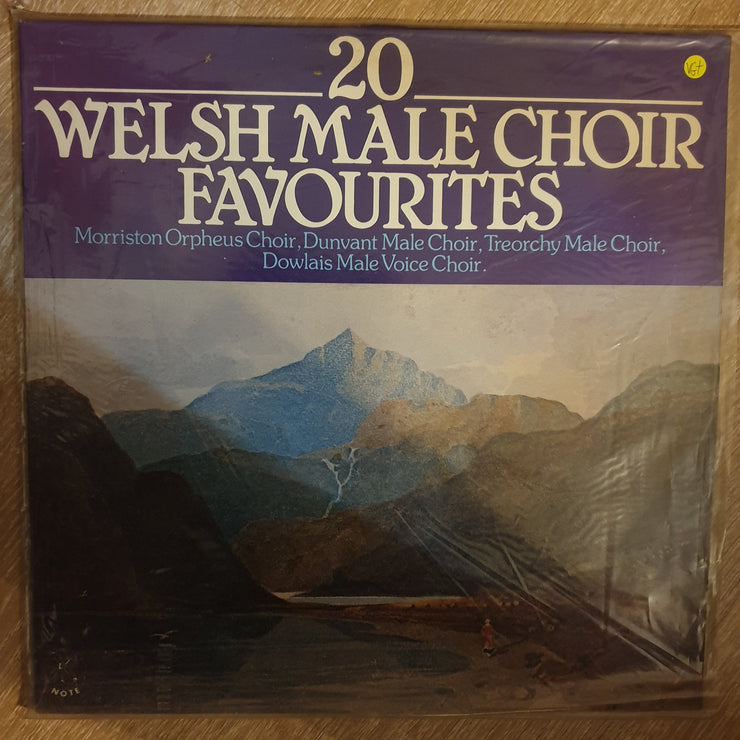 VG+
20
WELSH MALE CHOIR
FAVOURITES
Morriston Orpheus Choir, Dunvant Male Choir, Treorchy Male Choir,
Dowlais Male Voice Choir.
NOTE